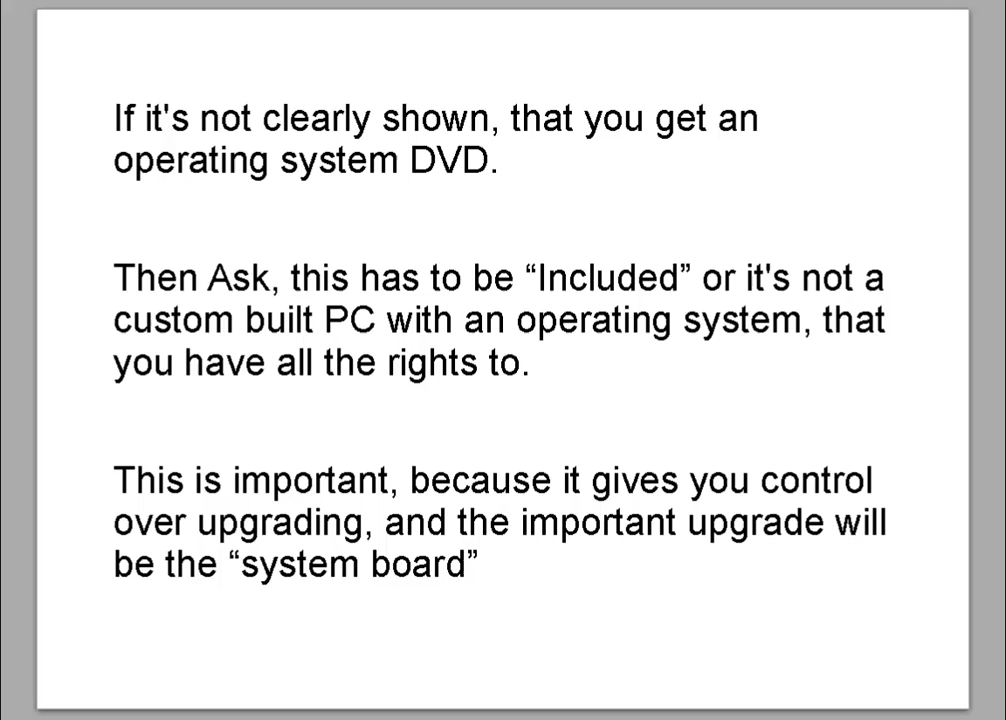 If it's not clearly shown, that you get an
operating system DVD.
Then Ask, this has to be “Included” or it's not a
custom built PC with an operating system, that
you have all the rights to.
This is important, because it gives you control
over upgrading, and the important upgrade will
be the “system board”